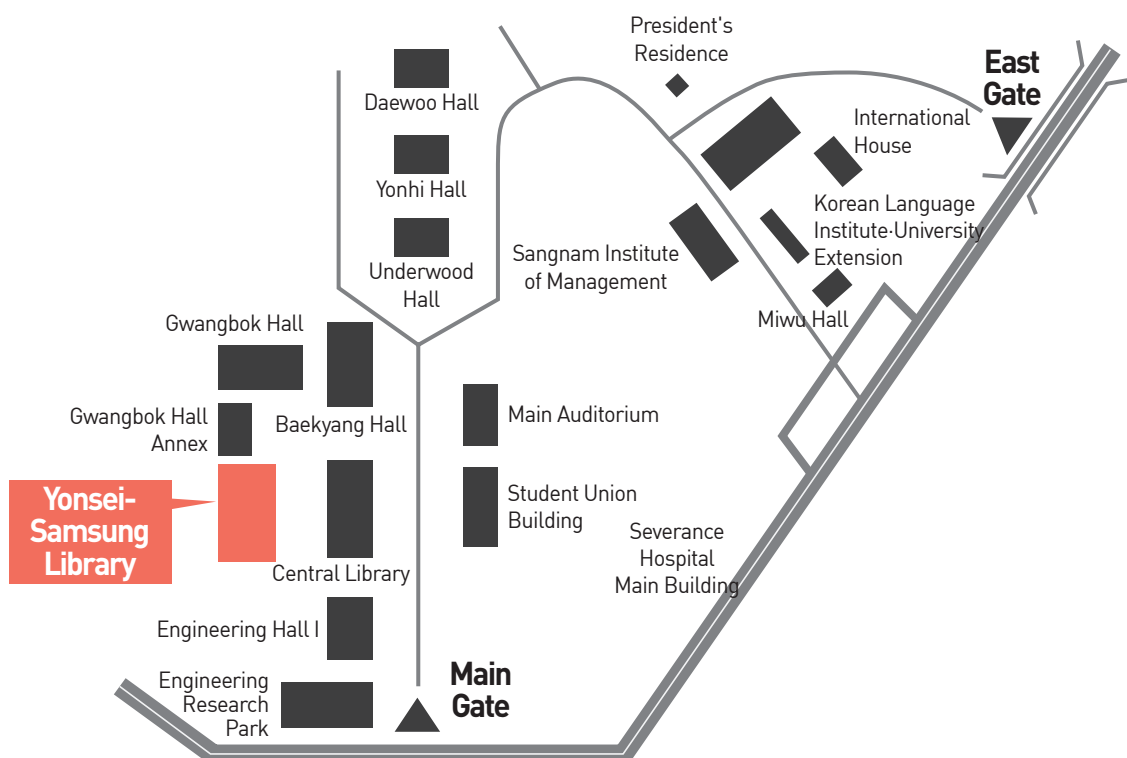 President's
Residence
East
Gate
Daewoo Hall
International
House
Yonhi Hall
Korean Language
Institute·University
Extension
Sangnam Institute
of Management
Underwood
Hall
Miwu Hall
Gwangbok Hall
Gwangbok Hall
Annex
Baekyang Hall
Main Auditorium
Yonsei-
Samsung
Library
Student Union
Building
Severance
Hospital
Main Building
Central Library
Engineering Hall I
Engineering
Research
Park
Main
Gate